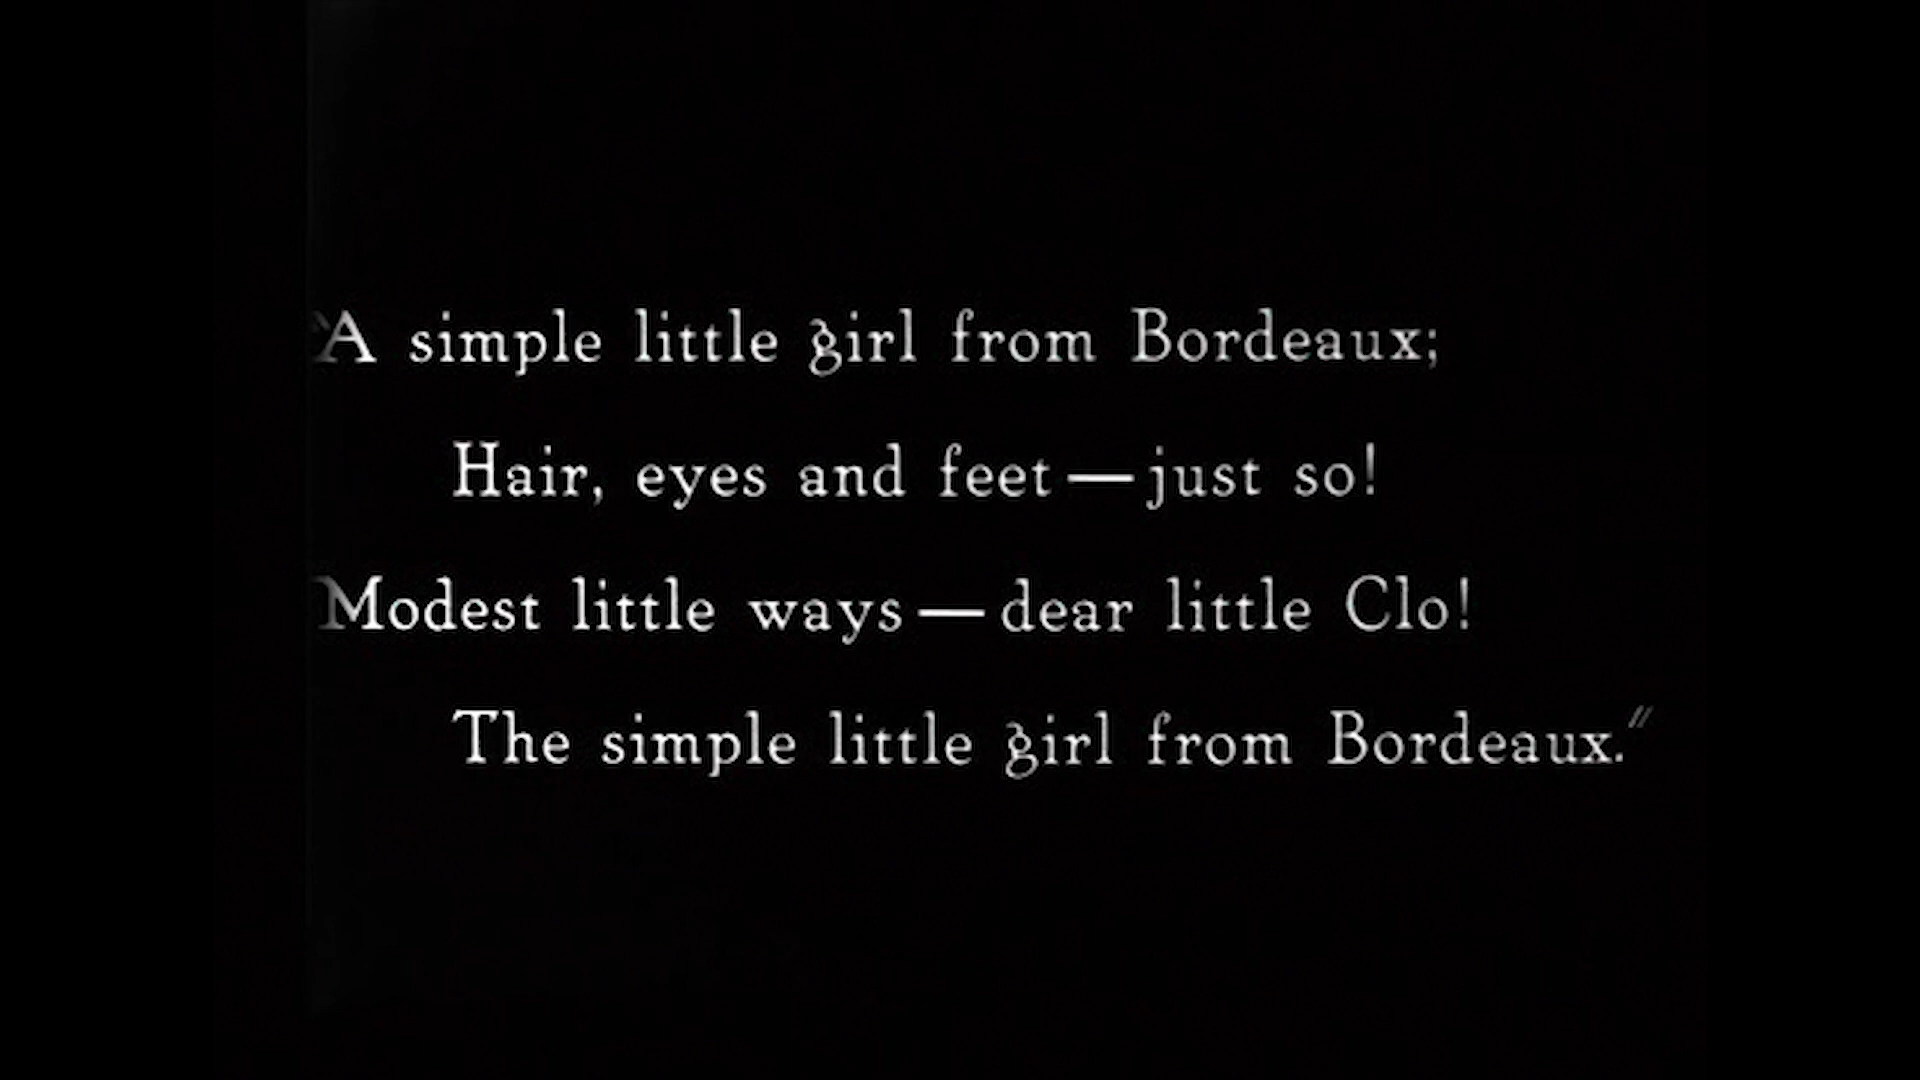 "A simple little girl from Bordeaux;
Hair, eyes and feet — just so!
Modest little ways — dear little Clo!
The simple little girl from Bordeaux."